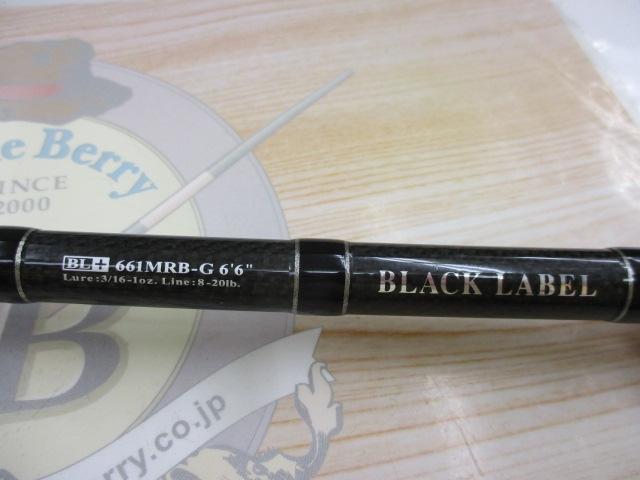 e Berry
INCE
2000
BL+ 661MRB-G 6'6"
Lure:3/16-1oz. Line:8-20lb.
BLACK LABEL
B
rry.co.jp